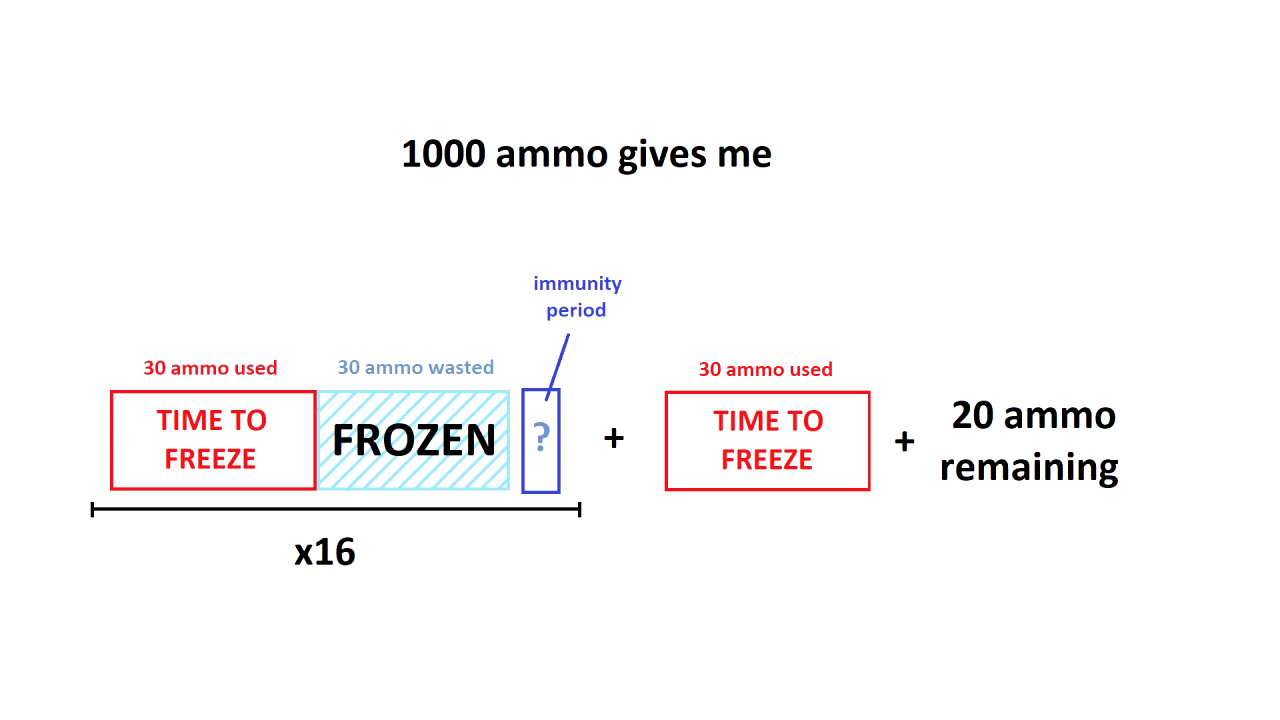 1000 ammo gives me
immunity
period
30 ammo used
30 ammo wasted
30 ammo used
TIME TO
FREEZE
FROZEN
?
+
TIME TO
FREEZE
+
20 ammo
remaining
x16